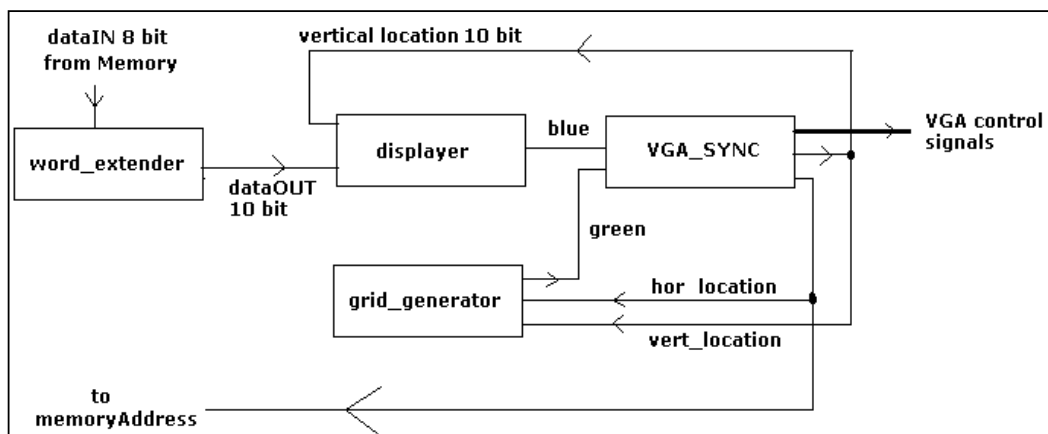 dataIN 8 bit
from Memory
vertical location 10 bit
word_extender
displayer
blue
VGA_SYNC
VGA control
signals
dataOUT
10 bit
green
grid_generator
hor_location
vert_location
to
memoryAddress